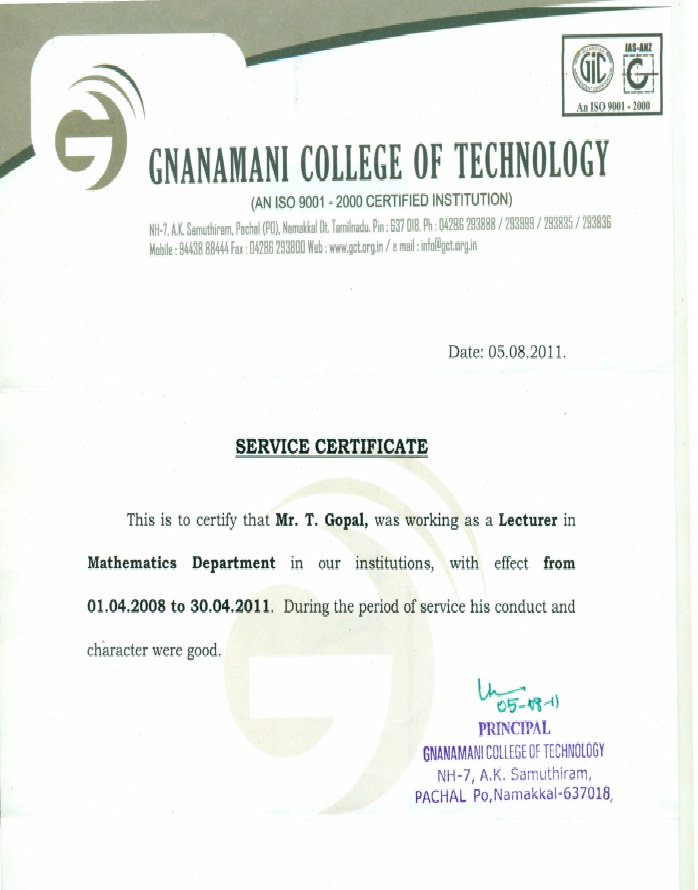 IAS-ANZ
GIC
An ISO 9001 - 2000
GNANAMANI COLLEGE OF TECHNOLOGY
(AN ISO 9001 - 2000 CERTIFIED INSTITUTION)
NH-7, A.K. Samuthiram, Pachal (PO), Namakkal Dt. Tamilnadu. Pin : 637 018. Ph : 04286 293888 / 293999 / 293835 / 293836
Mobile : 94438 88444 Fax : 04286 293800 Web : www.gct.org.in / e mail : info@gct.org.in
Date: 05.08.2011.
SERVICE CERTIFICATE
This is to certify that Mr. T. Gopal, was working as a Lecturer in
Mathematics Department in our institutions, with effect from
01.04.2008 to 30.04.2011. During the period of service his conduct and
character were good.
05-08-11
PRINCIPAL
GNANAMANI COLLEGE OF TECHNOLOGY
NH-7, A.K. Samuthiram,
PACHAL Po,Namakkal-637018,